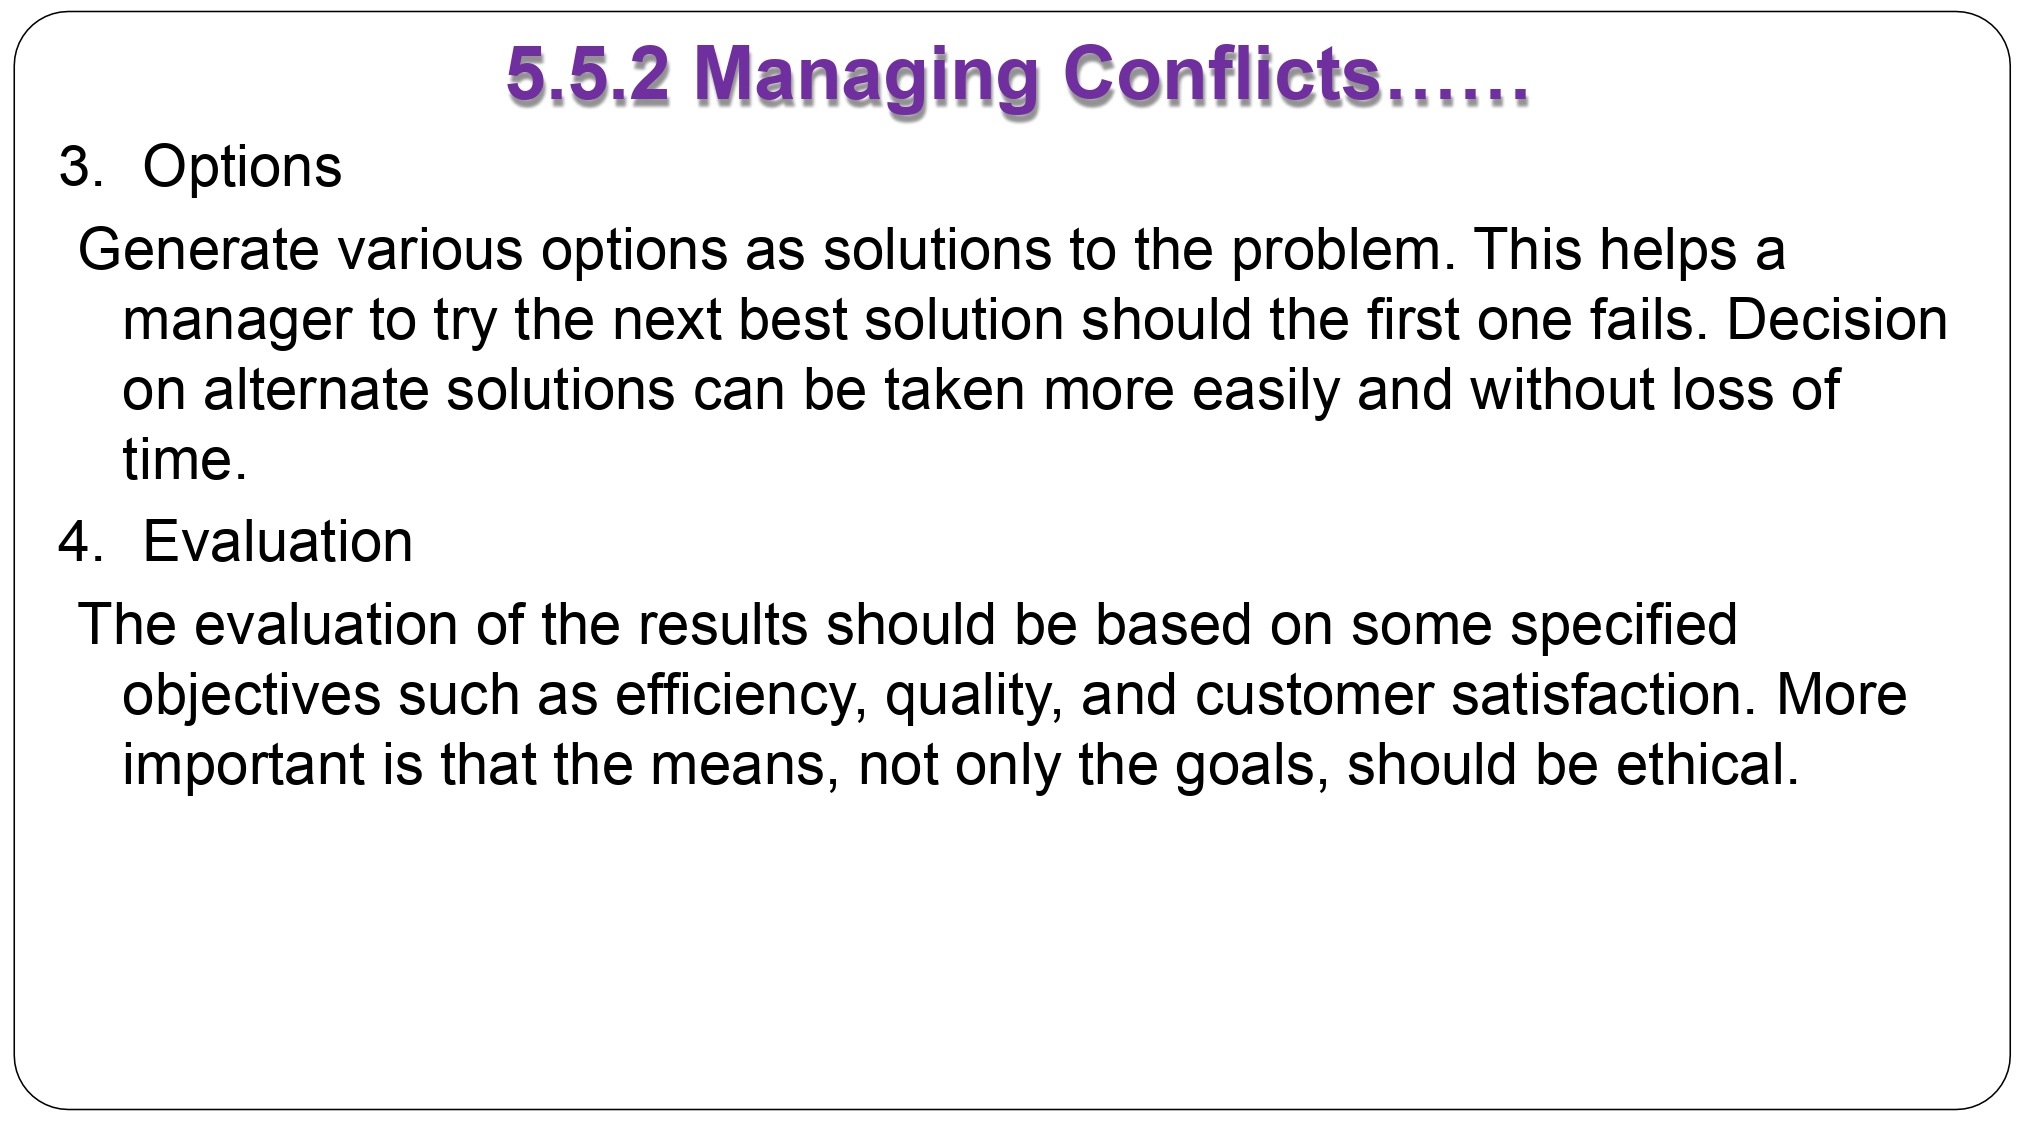 5.5.2 Managing Conflicts……
3. Options
Generate various options as solutions to the problem. This helps a
manager to try the next best solution should the first one fails. Decision
on alternate solutions can be taken more easily and without loss of
time.
4. Evaluation
The evaluation of the results should be based on some specified
objectives such as efficiency, quality, and customer satisfaction. More
important is that the means, not only the goals, should be ethical.